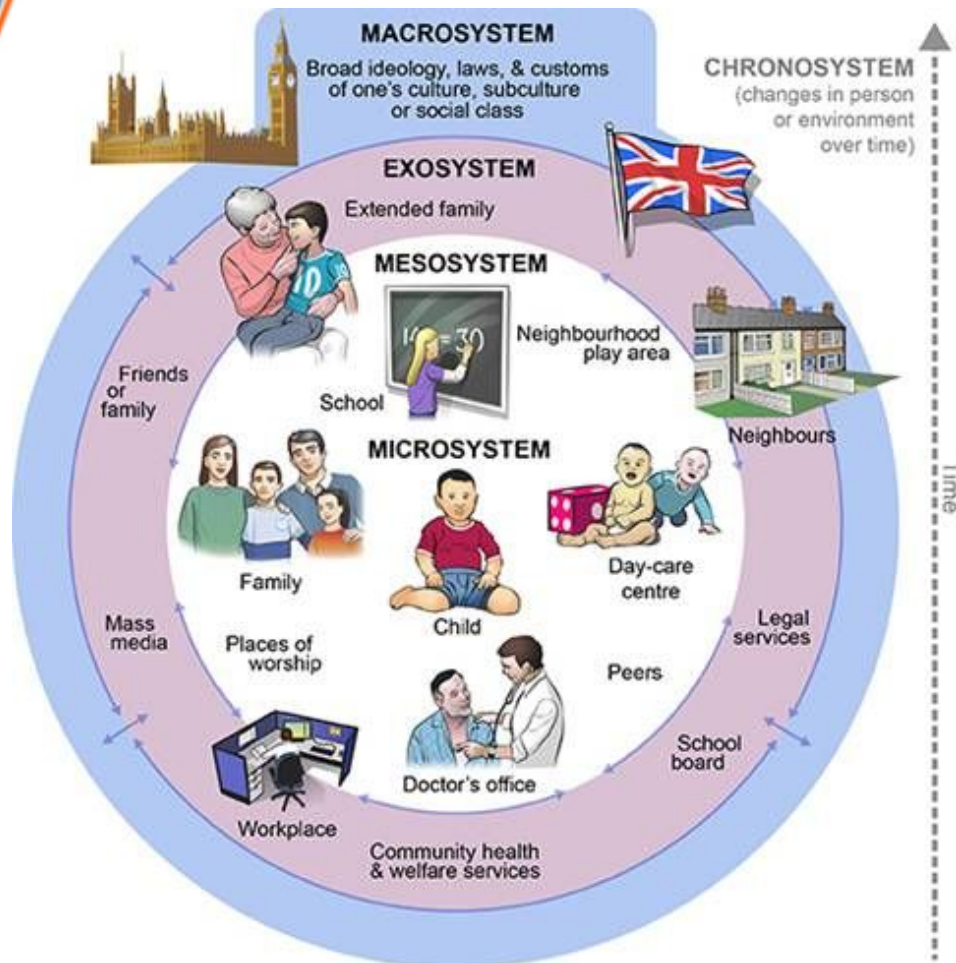 MACROSYSTEM
Broad ideology, laws, & customs
of one's culture, subculture
or social class
CHRONOSYSTEM
(changes in person
or environment
over time)
EXOSYSTEM
Extended family
MESOSYSTEM
Neighbourhood
play area
School
Friends
or
family
Neighbours
MICROSYSTEM
Time
Family
Child
Day-care
centre
Mass
media
Places of
worship
Peers
Legal
services
Doctor's office
School
board
Workplace
Community health
& welfare services